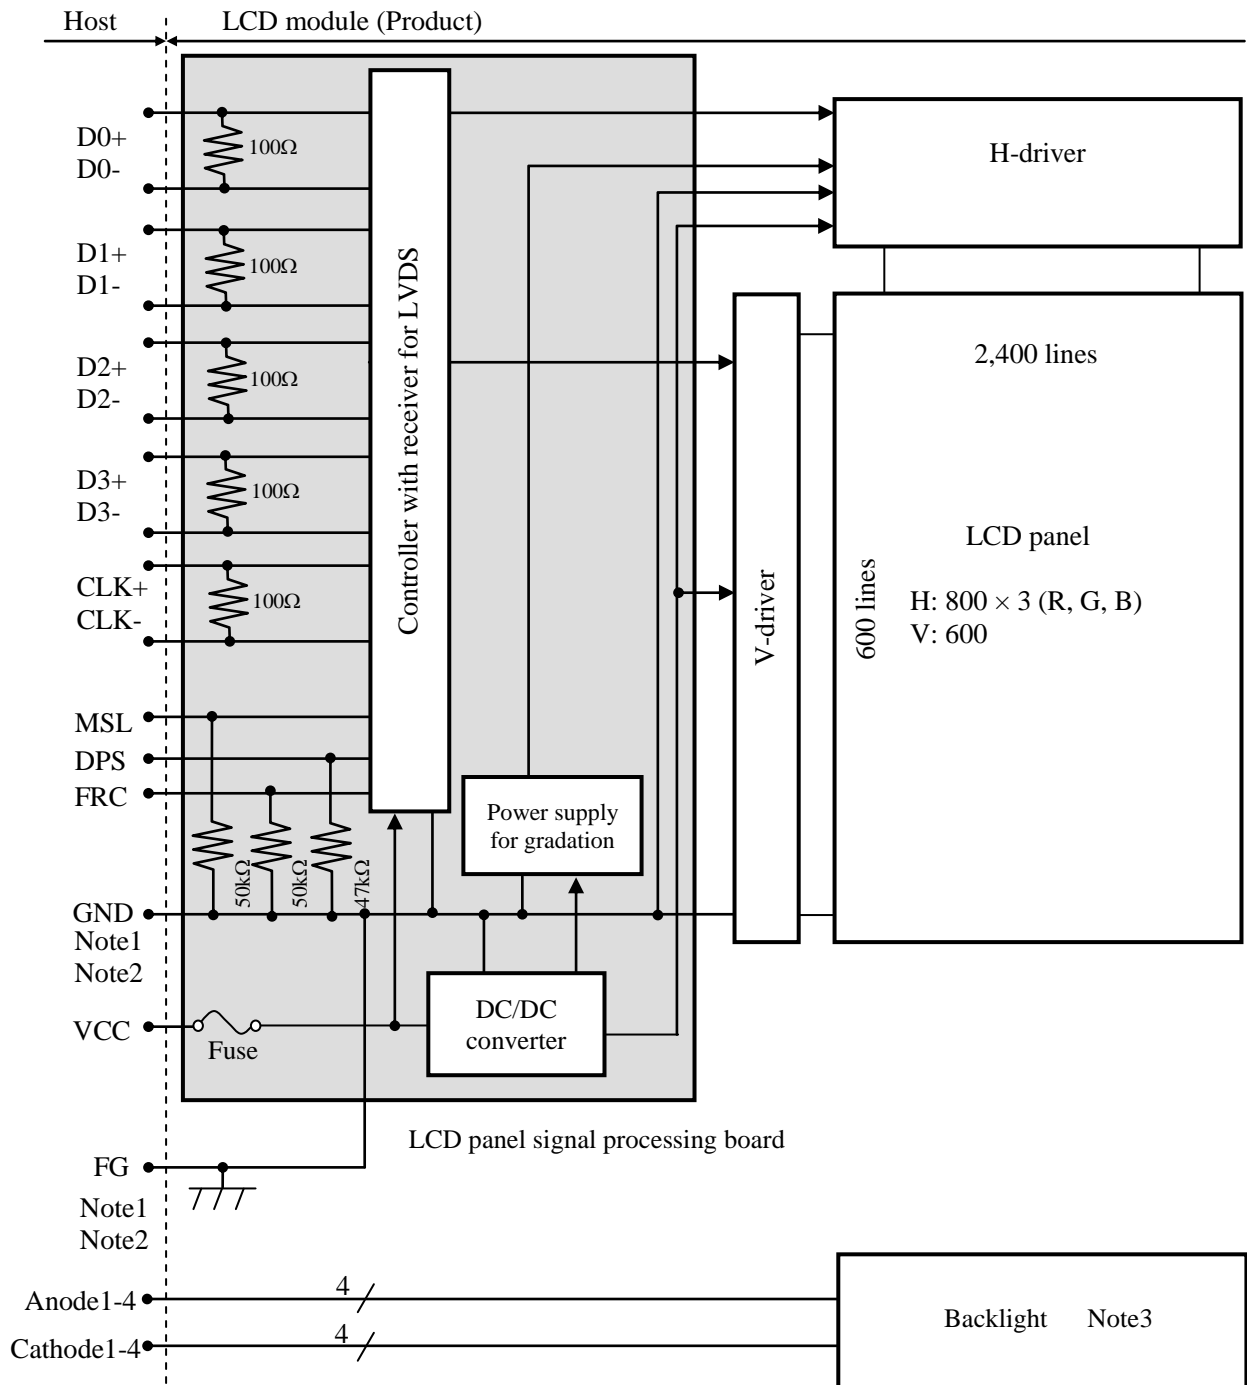 Host
LCD module (Product)
D0+
D0-
100Ω
D1+
D1-
100Ω
D2+
D2-
100Ω
D3+
D3-
100Ω
CLK+
CLK-
100Ω
MSL
DPS
FRC
50kΩ
50kΩ
47kΩ
GND
Note1
Note2
VCC
Fuse
Controller with receiver for LVDS
Power supply
for gradation
DC/DC
converter
H-driver
V-driver
2,400 lines
600 lines
LCD panel
H: 800 × 3 (R, G, B)
V: 600
LCD panel signal processing board
FG
Note1
Note2
Anode1-4
4
Cathode1-4
4
Backlight Note3